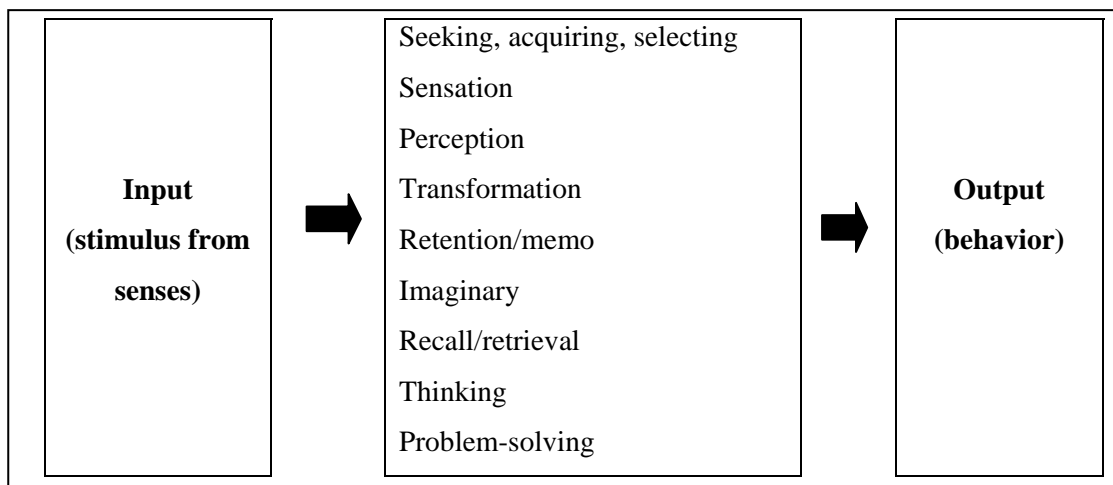 Input
(stimulus from
senses)
Seeking, acquiring, selecting
Sensation
Perception
Transformation
Retention/memo
Imaginary
Recall/retrieval
Thinking
Problem-solving
Output
(behavior)